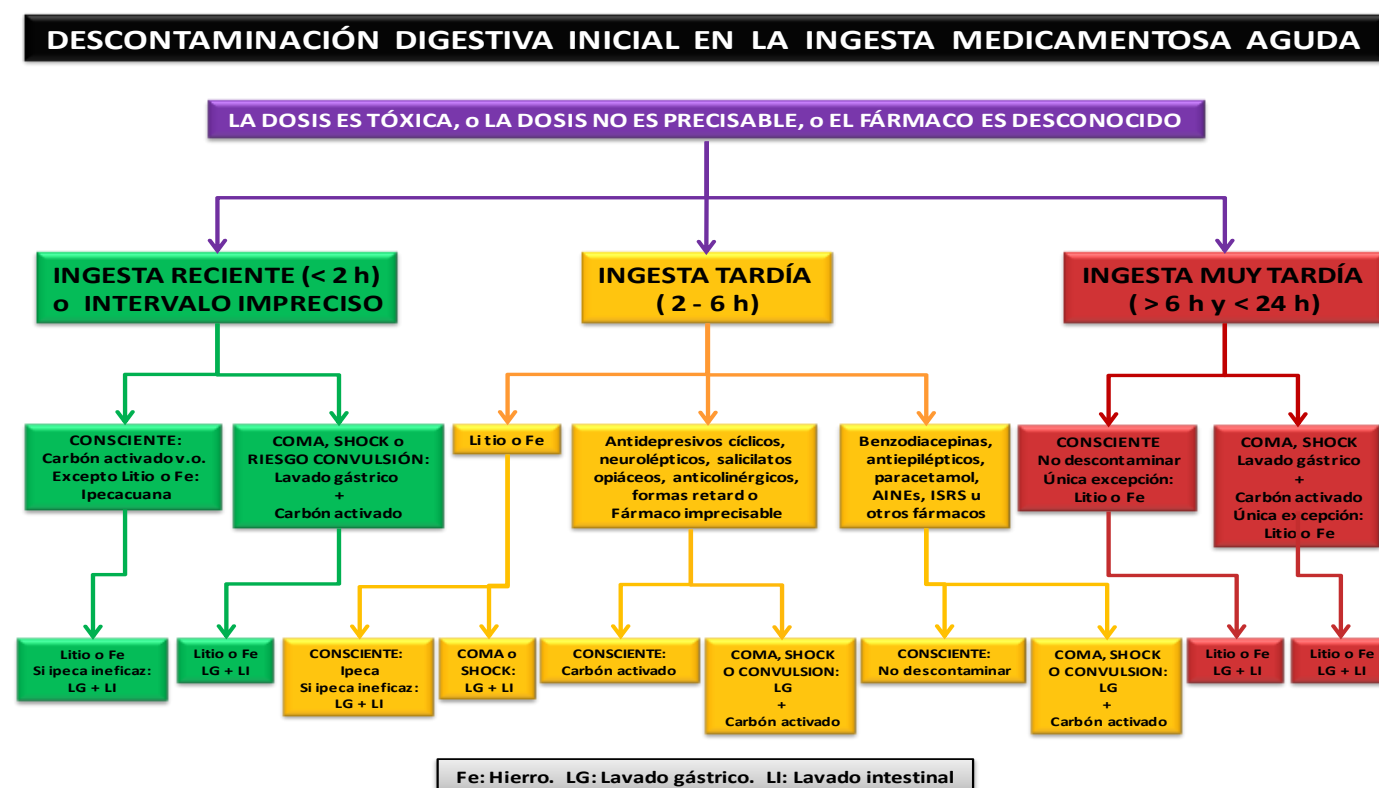 DESCONTAMINACIÓN DIGESTIVA INICIAL EN LA INGESTA MEDICAMENTOSA AGUDA
LA DOSIS ES TÓXICA, o LA DOSIS NO ES PRECISABLE, o EL FÁRMACO ES DESCONOCIDO
INGESTA RECIENTE (< 2 h)
o INTERVALO IMPRECISO
INGESTA TARDÍA
( 2 - 6 h)
INGESTA MUY TARDÍA
( > 6 h y < 24 h)
CONSCIENTE:
Carbón activado v.o.
Excepto Litio o Fe:
Ipecacuana
COMA, SHOCK o
RIESGO CONVULSIÓN:
Lavado gástrico
+
Carbón activado
Litio o Fe
Antidepresivos cíclicos,
neurolépticos, salicilatos
opiáceos, anticolinérgicos,
formas retard o
Fármaco imprecisable
Benzodiacepinas,
antiepilépticos,
paracetamol,
AINEs, ISRS u
otros fármacos
CONSCIENTE
No descontaminar
Única excepción:
Litio o Fe
COMA, SHOCK
Lavado gástrico
+
Carbón activado
Única excepción:
Litio o Fe
Litio o Fe
Si ipeca ineficaz:
LG + LI
Litio o Fe
LG + LI
CONSCIENTE:
Ipeca
Si ipeca ineficaz:
LG + LI
COMA o
SHOCK:
LG + LI
CONSCIENTE:
Carbón activado
COMA, SHOCK
O CONVULSION:
LG
+
Carbón activado
CONSCIENTE:
No descontaminar
COMA, SHOCK
O CONVULSION:
LG
+
Carbón activado
Litio o Fe
LG + LI
Litio o Fe
LG + LI
Fe: Hierro. LG: Lavado gástrico. LI: Lavado intestinal